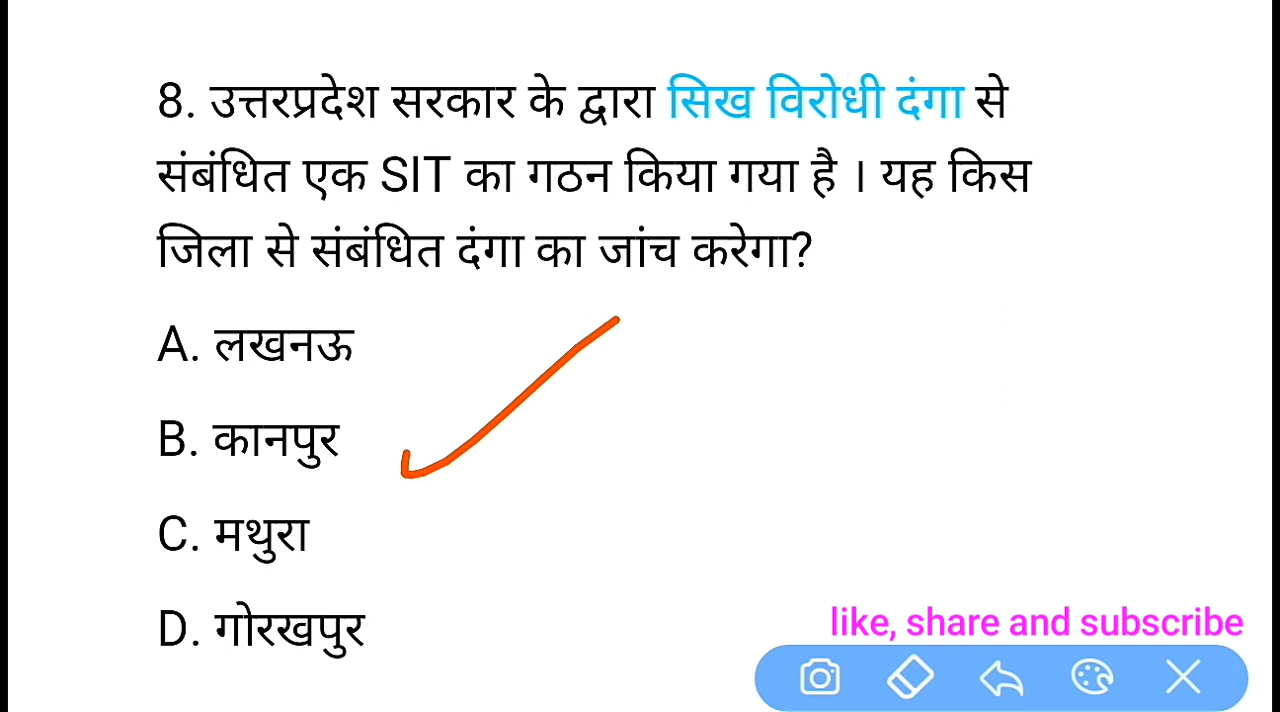 8. उत्तरप्रदेश सरकार के द्वारा सिख विरोधी दंगा से
संबंधित एक SIT का गठन किया गया है । यह किस
जिला से संबंधित दंगा का जांच करेगा?
A. लखनऊ
B. कानपुर
C. मथुरा
D. गोरखपुर
like, share and subscribe